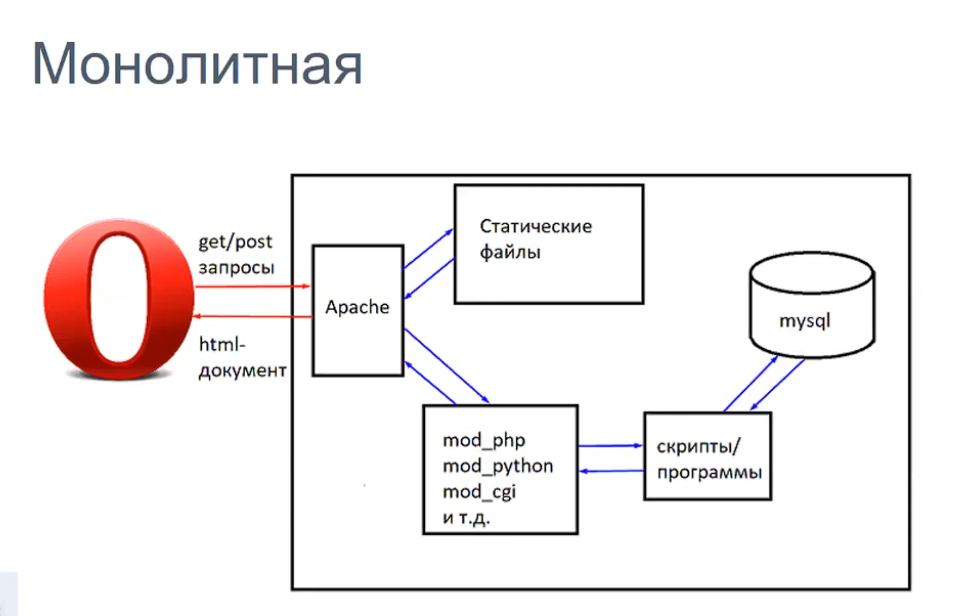 Монолитная
get/post
запросы
html-
документ
Apache
Статические
файлы
mysql
mod_php
mod_python
mod_cgi
и т.д.
скрипты/
программы